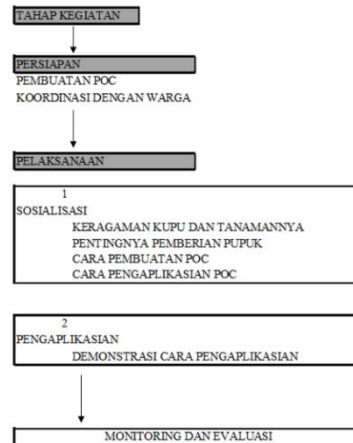 TAHAP KEGIATAN
PERSIAPAN
PEMBUATAN POC
KOORDINASI DENGAN WARGA
PELAKSANAAN
1
SOSIALISASI
KERAGAMAN KUPU DAN TANAMANNYA
PENTINGNYA PEMBERIAN PUPUK
CARA PEMBUATAN POC
CARA PENGAPLIKASIAN POC
2
PENGAPLIKASIAN
DEMONSTRASI CARA PENGAPLIKASIAN
MONITORING DAN EVALUASI